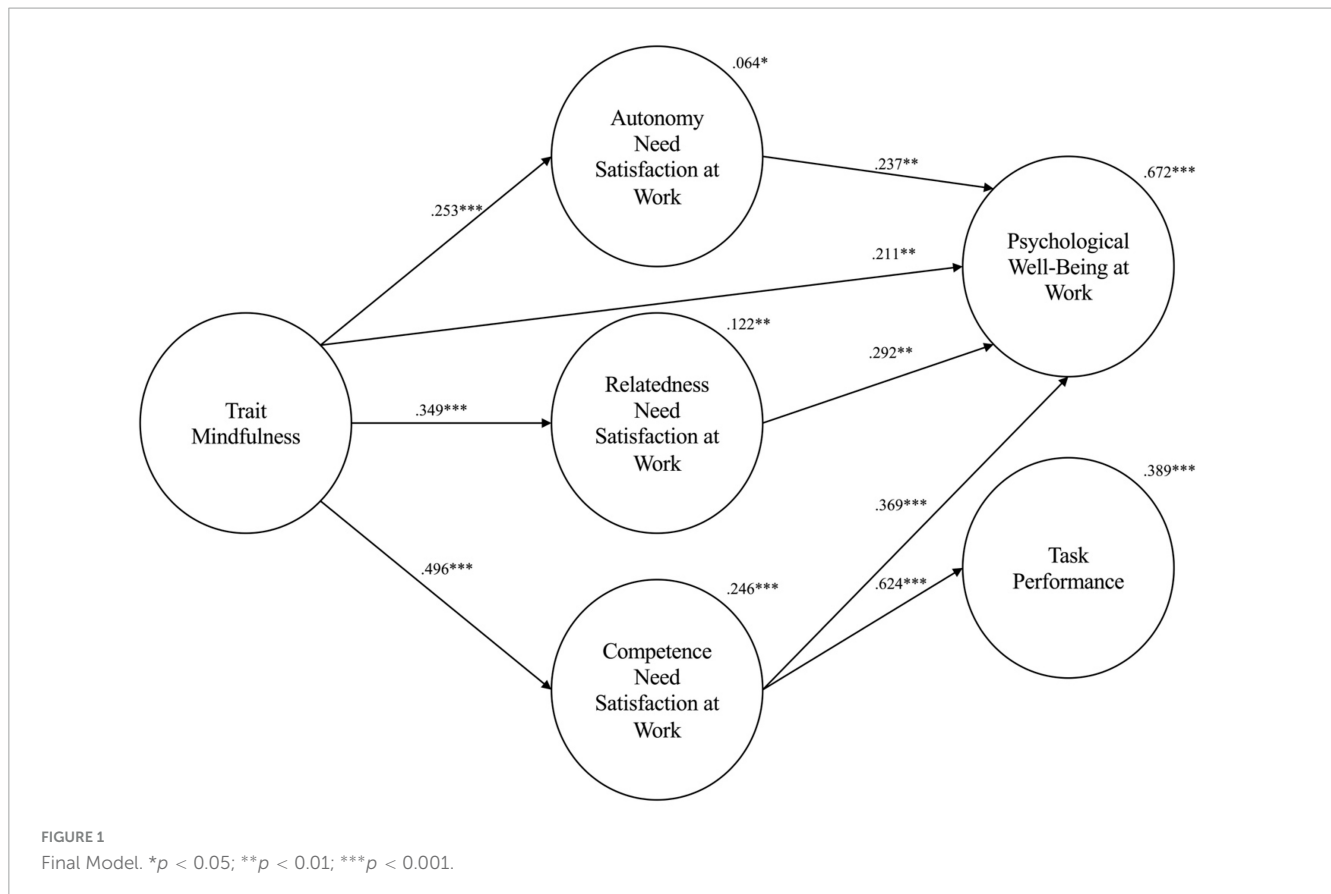 .064*
Autonomy
Need
Satisfaction at
Work
.237**
.672***
.253***
Psychological
Well-Being at
Work
.211**
.122**
.292**
Relatedness
Need
Satisfaction at
Work
Trait
Mindfulness
.349***
.389***
.369***
Task
Performance
.496***
.246***
.624***
Competence
Need
Satisfaction at
Work
FIGURE 1
Final Model. *p < 0.05; **p < 0.01; ***p < 0.001.